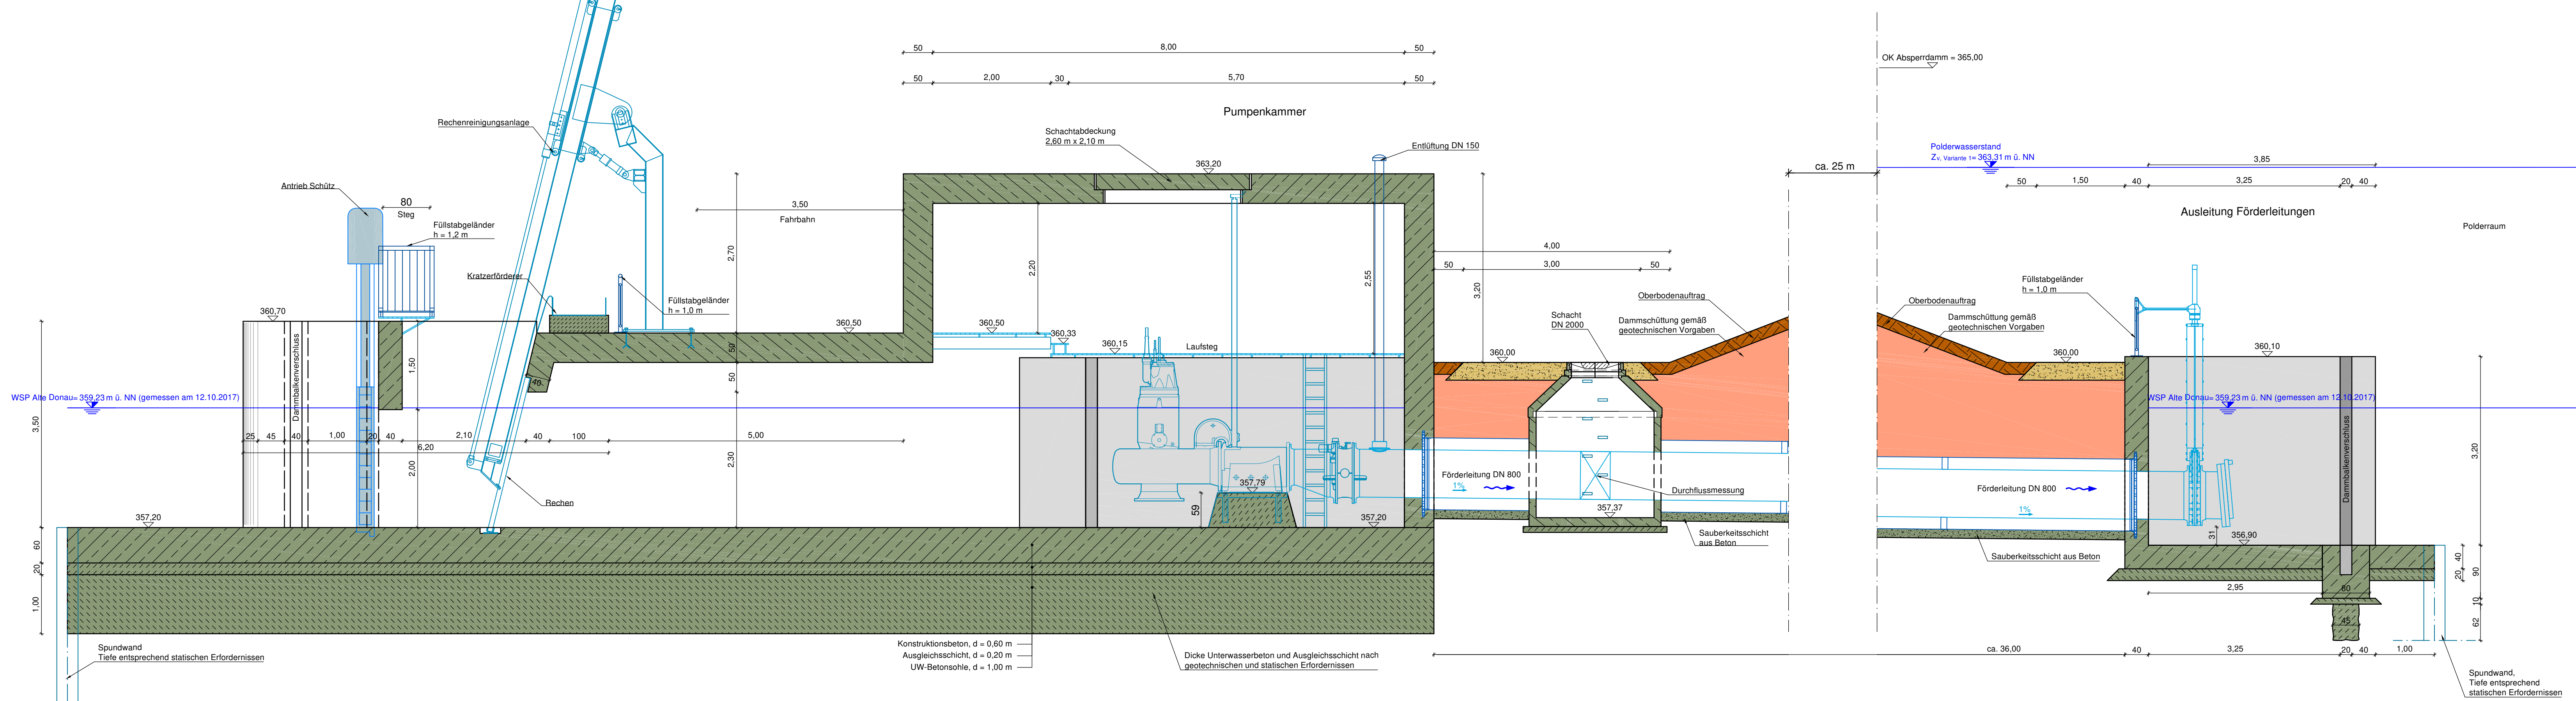 50
8,00
50
50
2,00
30
5,70
50
OK Absperrdamm = 365,00
Pumpenkammer
Rechenreinigungsanlage
Schachtabdeckung
2,60 m x 2,10 m
Entlüftung DN 150
363,20
Polderwasserstand
Zv, Variante 1= 363,31 m ü. NN
ca. 25 m
3,85
50
1,50
40
3,25
20
40
Antrieb Schütz
80
Steg
3,50
Fahrbahn
Ausleitung Förderleitungen
Polderraum
Füllstabgeländer
h = 1,2 m
2,70
2,20
2,55
3,20
4,00
50
3,00
50
Kratzerförderer
Füllstabgeländer
h = 1,0 m
Füllstabgeländer
h = 1,0 m
Oberbodenauftrag
Oberbodenauftrag
360,70
360,50
360,50
360,33
360,15
Laufsteg
Schacht
DN 2000
Dammschüttung gemäß
geotechnischen Vorgaben
Dammschüttung gemäß
geotechnischen Vorgaben
360,00
360,00
360,10
50
50
40
1,50
Dammbalkenverschluss
WSP Alte Donau= 359,23 m ü. NN (gemessen am 12.10.2017)
WSP Alte Donau= 359,23 m ü. NN (gemessen am 12.10.2017)
3,50
25
45
40
1,00
20
40
2,10
40
100
5,00
6,20
2,00
2,30
3,20
Dammbalkenverschluss
Rechen
Förderleitung DN 800
1%
Durchflussmessung
Förderleitung DN 800
1%
357,79
59
357,20
357,20
357,37
Sauberkeitsschicht
aus Beton
Sauberkeitsschicht aus Beton
31
356,90
60
20
1,00
40
20
90
10
62
2,95
80
45
Konstruktionsbeton, d = 0,60 m
Ausgleichsschicht, d = 0,20 m
UW-Betonsohle, d = 1,00 m
Dicke Unterwasserbeton und Ausgleichsschicht nach
geotechnischen und statischen Erfordernissen
Spundwand
Tiefe entsprechend statischen Erfordernissen
ca. 36,00
40
3,25
20
40
1,00
Spundwand,
Tiefe entsprechend
statischen Erfordernissen